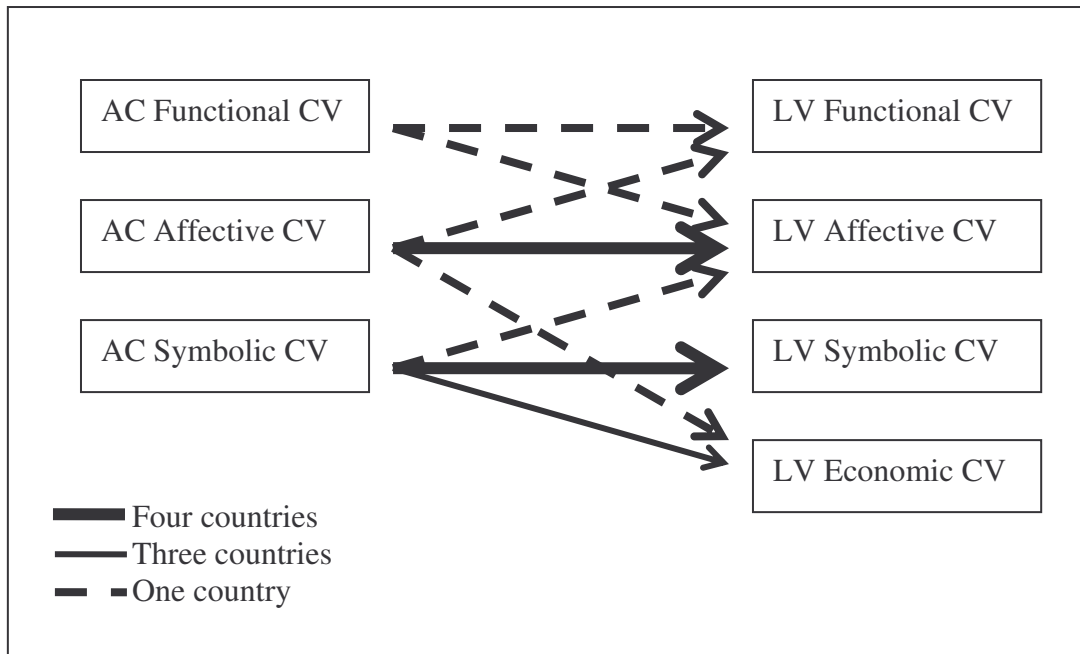 AC Functional CV
LV Functional CV
AC Affective CV
LV Affective CV
AC Symbolic CV
LV Symbolic CV
LV Economic CV
Four countries
Three countries
One country